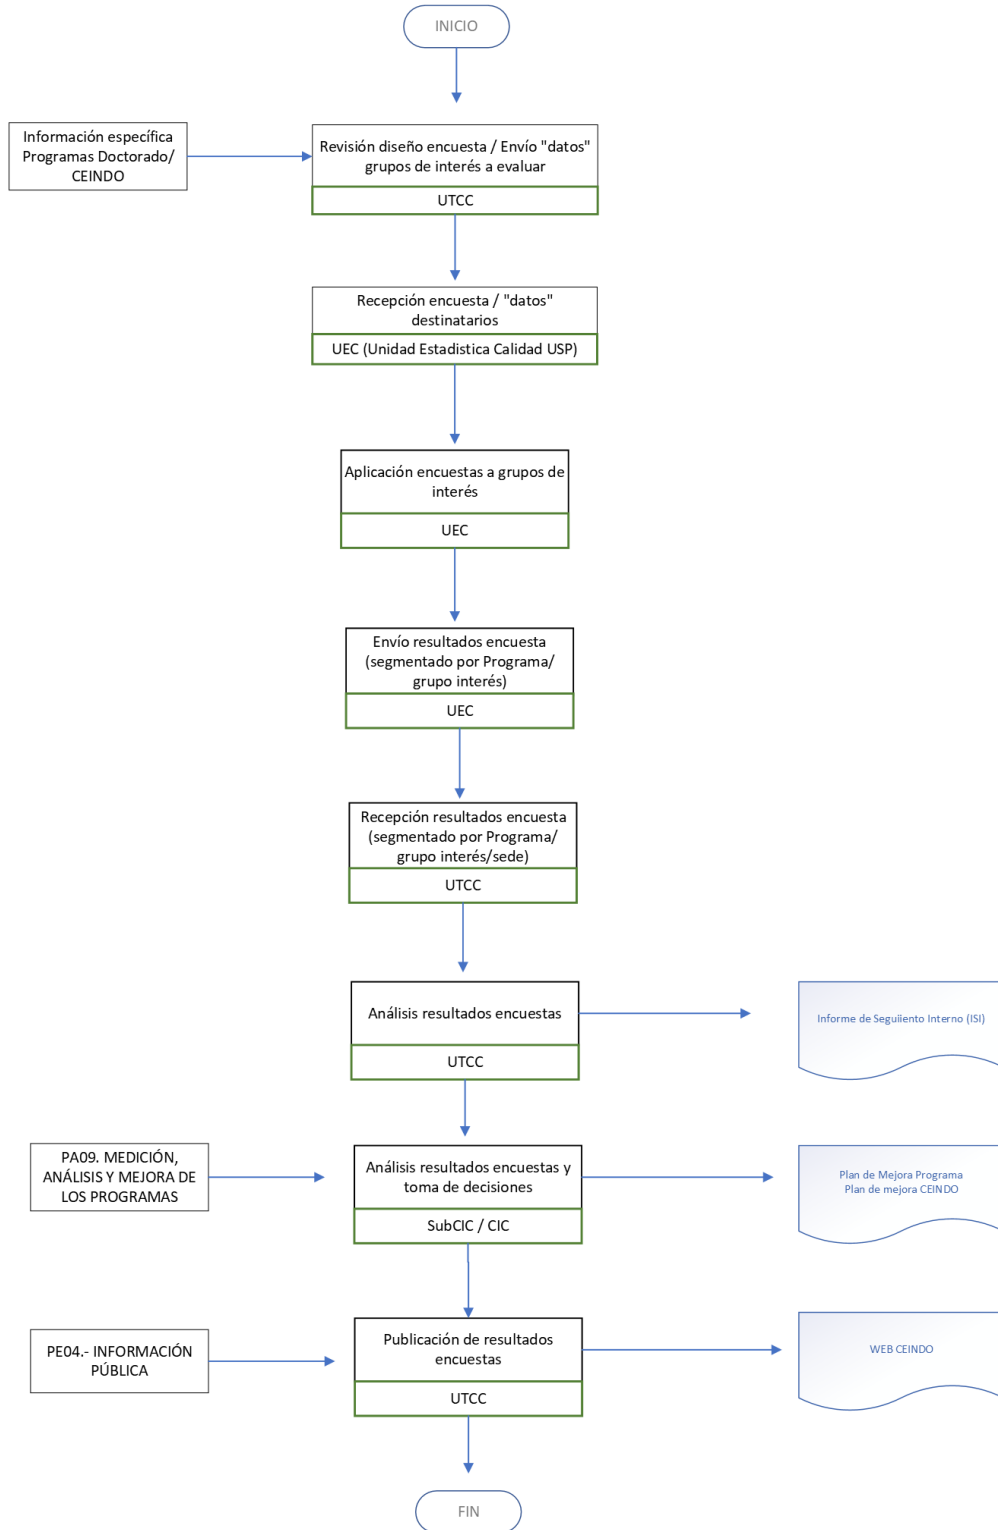 INICIO
Información específica
Programas Doctorado/
CEINDO
Revisión diseño encuesta / Envío "datos"
grupos de interés a evaluar
UTCC
Recepción encuesta / "datos"
destinatarios
UEC (Unidad Estadistica Calidad USP)
Aplicación encuestas a grupos de
interés
UEC
Envío resultados encuesta
(segmentado por Programa/
grupo interés)
UEC
Recepción resultados encuesta
(segmentado por Programa/
grupo interés/sede)
UTCC
Análisis resultados encuestas
UTCC
Informe de Seguiiento Interno (ISI)
PA09. MEDICIÓN,
ANÁLISIS Y MEJORA DE
LOS PROGRAMAS
Análisis resultados encuestas y
toma de decisiones
SubCIC / CIC
Plan de Mejora Programa
Plan de mejora CEINDO
PE04.- INFORMACIÓN
PÚBLICA
Publicación de resultados
encuestas
UTCC
WEB CEINDO
FIN